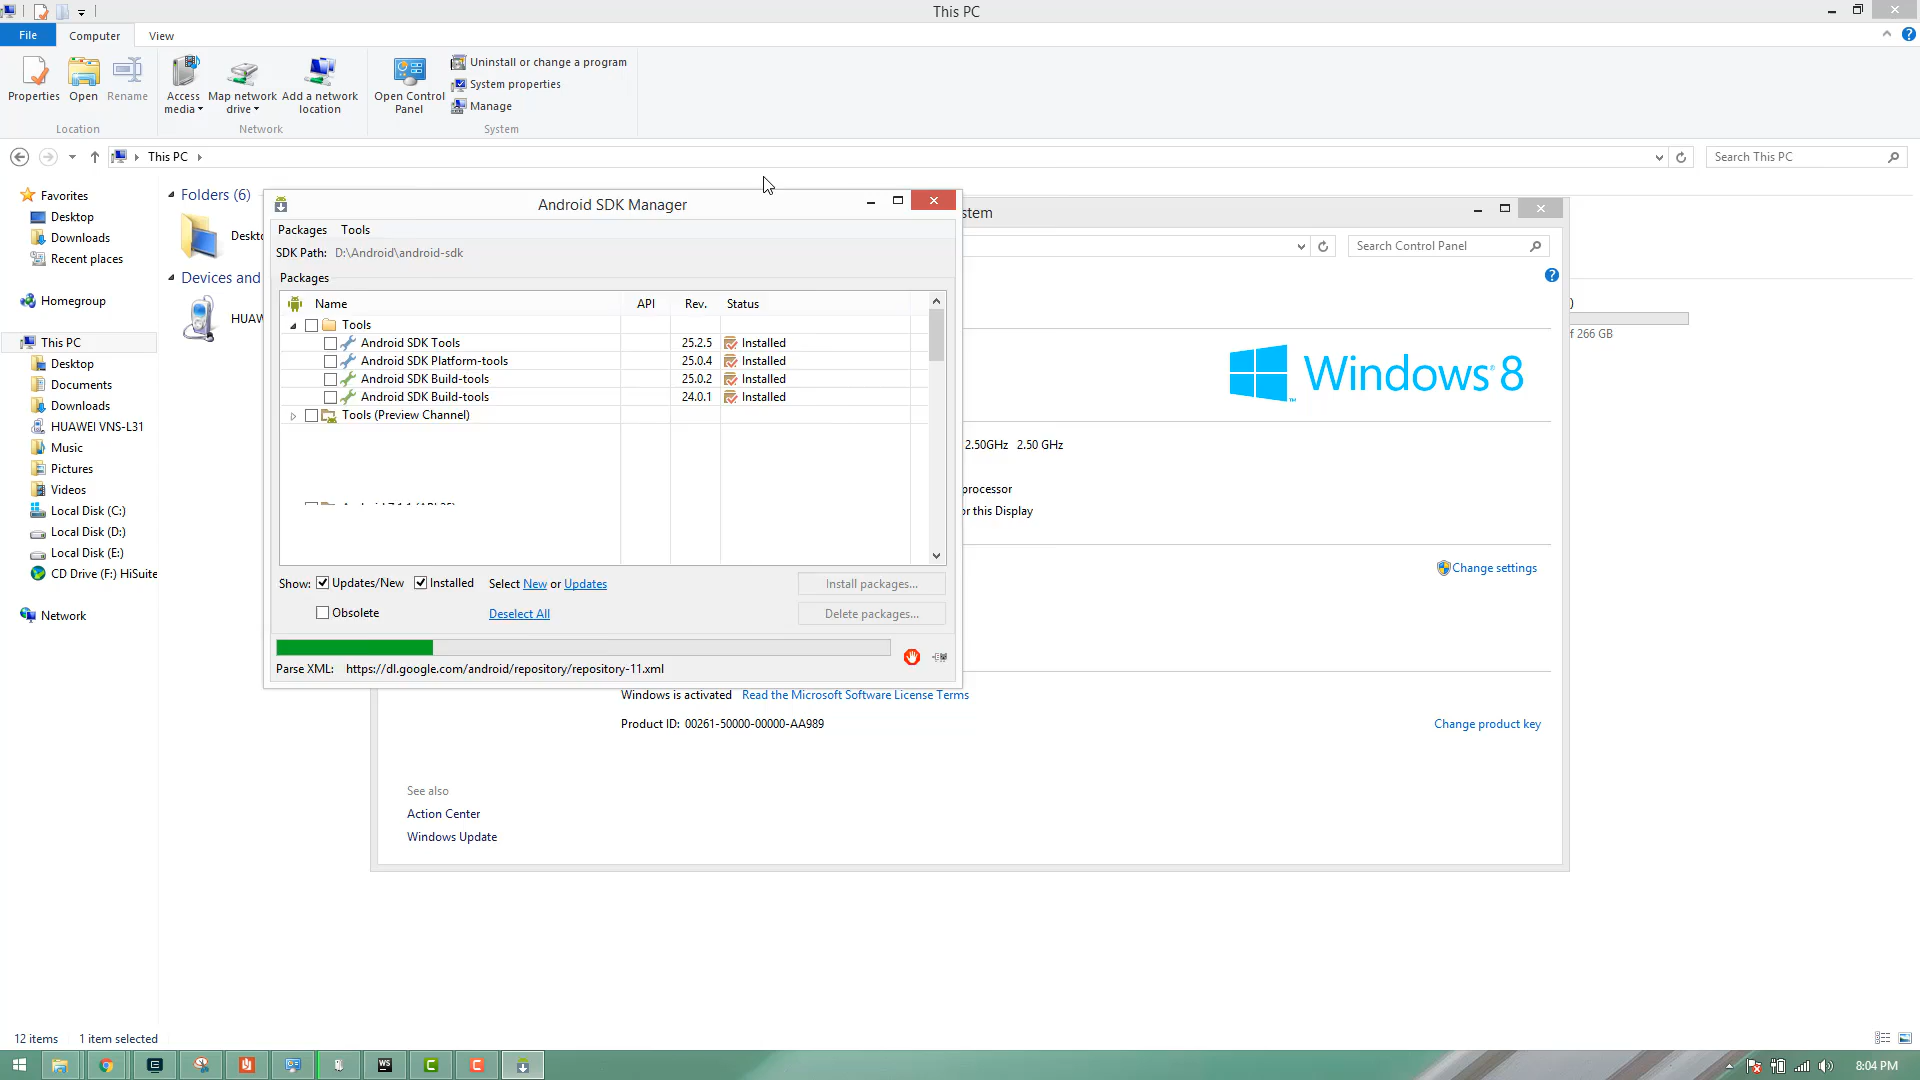 This PC
File
Computer
View
Properties
Open
Rename
Access media
Map network drive
Add a network location
Open Control Panel
Uninstall or change a program
System properties
Manage
Location
Network
System
This PC
Search This PC
Favorites
Desktop
Downloads
Recent places
Homegroup
This PC
Desktop
Documents
Downloads
HUAWEI VNS-L31
Music
Pictures
Videos
Local Disk (C:)
Local Disk (D:)
Local Disk (E:)
CD Drive (F:) HiSuite
Network
Folders (6)
Deskto
Devices and
HUAW
Android SDK Manager
Packages
Tools
SDK Path: D:\Android\android-sdk
Packages
Name API Rev. Status
Tools
Android SDK Tools 25.2.5 Installed
Android SDK Platform-tools 25.0.4 Installed
Android SDK Build-tools 25.0.2 Installed
Android SDK Build-tools 24.0.1 Installed
Tools (Preview Channel)
Show: Updates/New Installed Select New or Updates
Install packages...
Obsolete
Deselect All
Delete packages...
Parse XML: https://dl.google.com/android/repository/repository-11.xml
stem
Search Control Panel
)
f 266 GB
Windows 8
2.50GHz 2.50 GHz
processor
or this Display
Change settings
Windows is activated Read the Microsoft Software License Terms
Product ID: 00261-50000-00000-AA989
Change product key
See also
Action Center
Windows Update
12 items 1 item selected
WS
8:04 PM